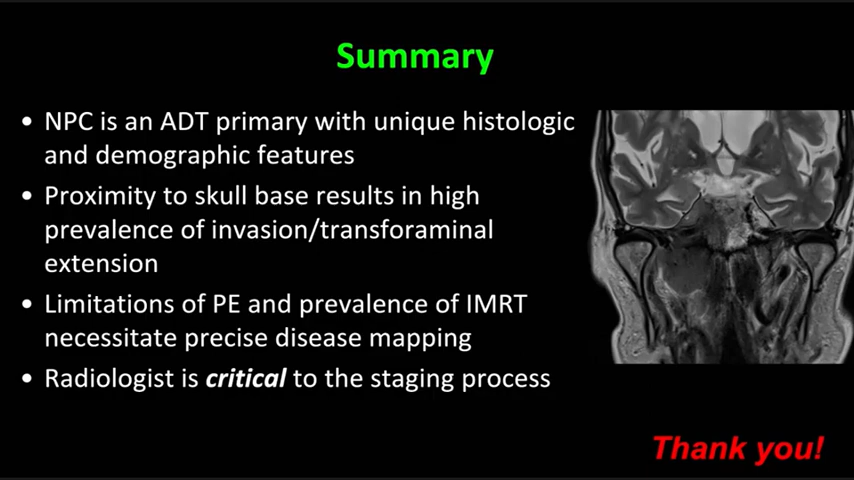 Summary
• NPC is an ADT primary with unique histologic
and demographic features
• Proximity to skull base results in high
prevalence of invasion/transforaminal
extension
• Limitations of PE and prevalence of IMRT
necessitate precise disease mapping
• Radiologist is critical to the staging process
Thank you!